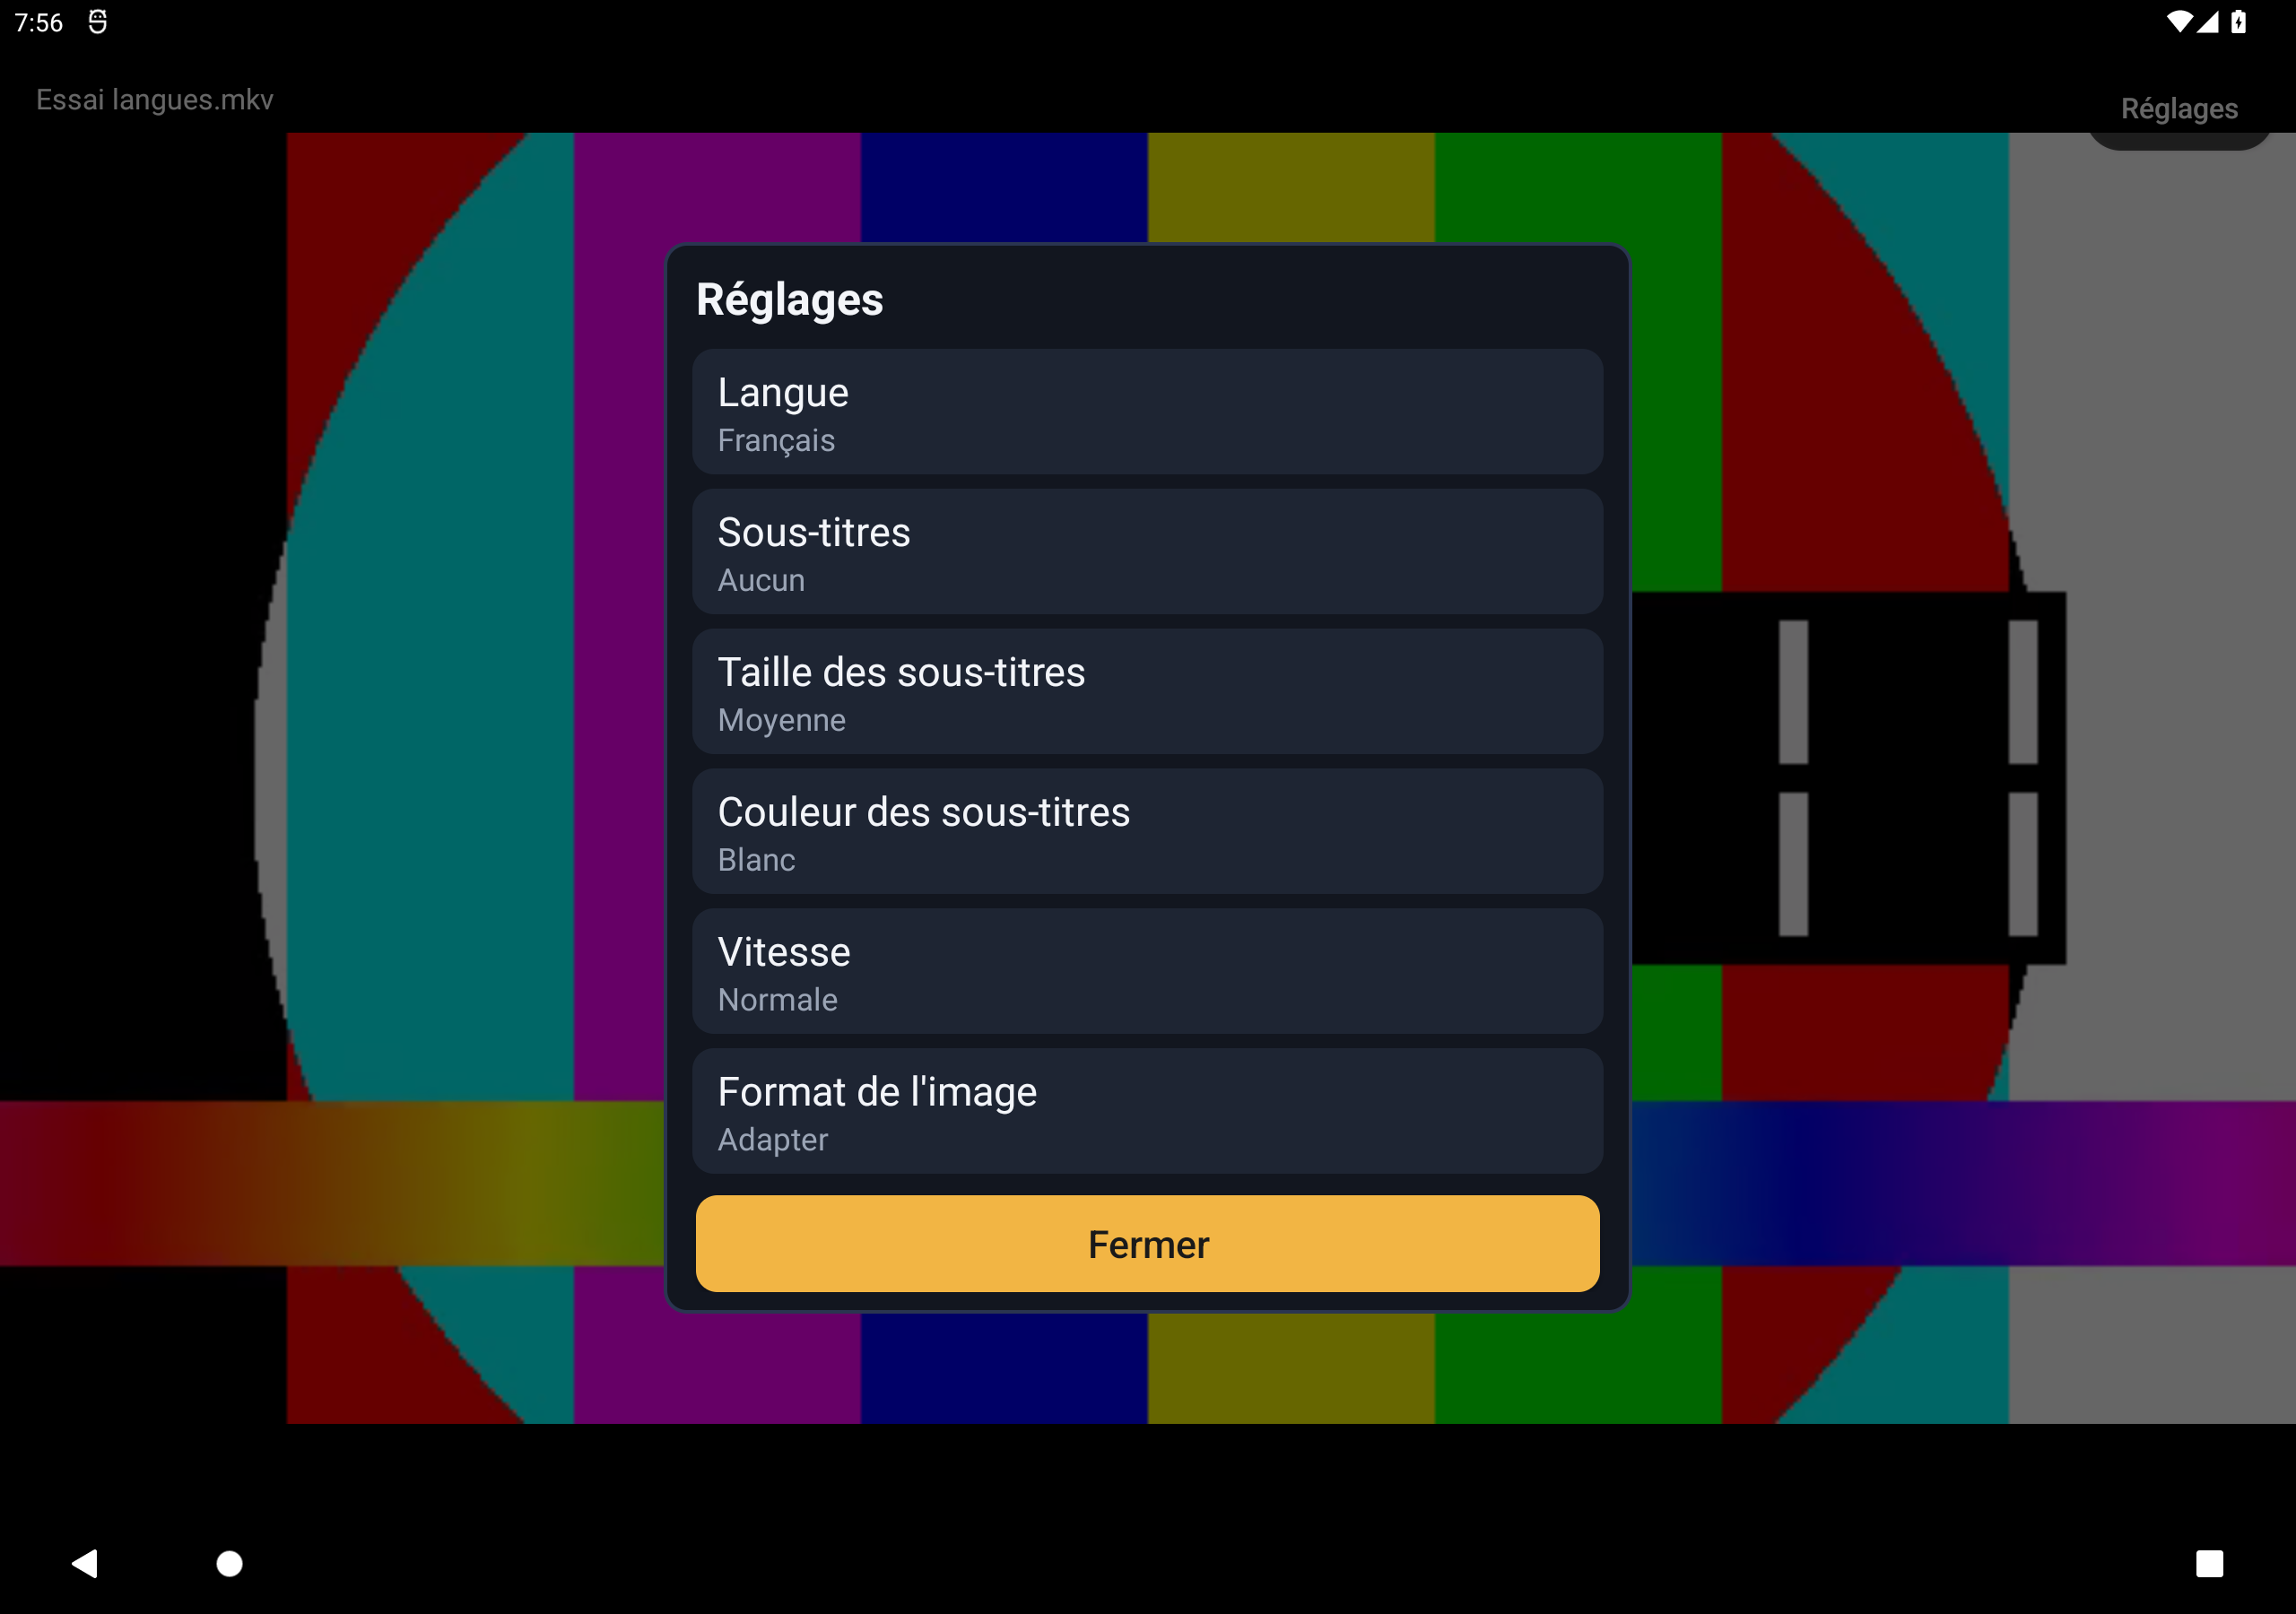 7:56
Essai langues.mkv
Réglages
Réglages
Langue
Français
Sous-titres
Aucun
Taille des sous-titres
Moyenne
Couleur des sous-titres
Blanc
Vitesse
Normale
Format de l'image
Adapter
Fermer